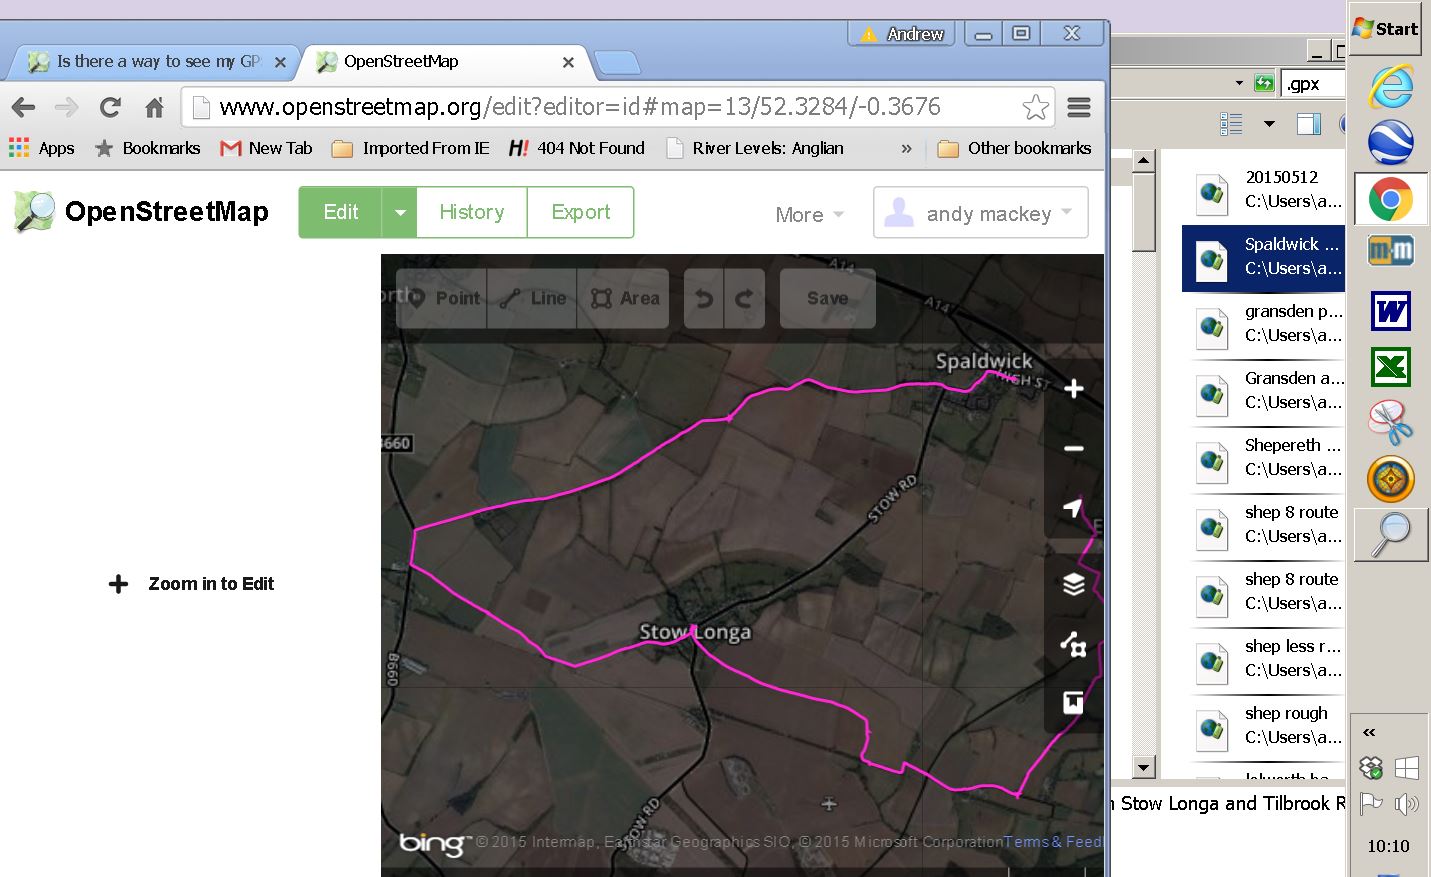 Andrew
Start
Is there a way to see my GP
OpenStreetMap
www.openstreetmap.org/edit?editor=id#map=13/52.3284/-0.3676
.gpx
Apps
Bookmarks
New Tab
Imported From IE
H!
404 Not Found
River Levels: Anglian
»
Other bookmarks
OpenStreetMap
Edit
History
Export
More
andy mackey
Point
Line
Area
Save
A14
A14
Spaldwick
HIGH ST
STOW RD
B660
Stow Longa
STOW RD
Zoom in to Edit
bing
© 2015 Intermap, Earthstar Geographics SIO, © 2015 Microsoft Corporation
Terms & Feed
20150512
C:\Users\a...
Spaldwick ...
C:\Users\a...
gransden p...
C:\Users\a...
Gransden a...
C:\Users\a...
Shepereth ...
C:\Users\a...
shep 8 route
C:\Users\a...
shep 8 route
C:\Users\a...
shep less r...
C:\Users\a...
shep rough
C:\Users\a...
Stow Longa and Tilbrook R
m-m
W
X
«
10:10